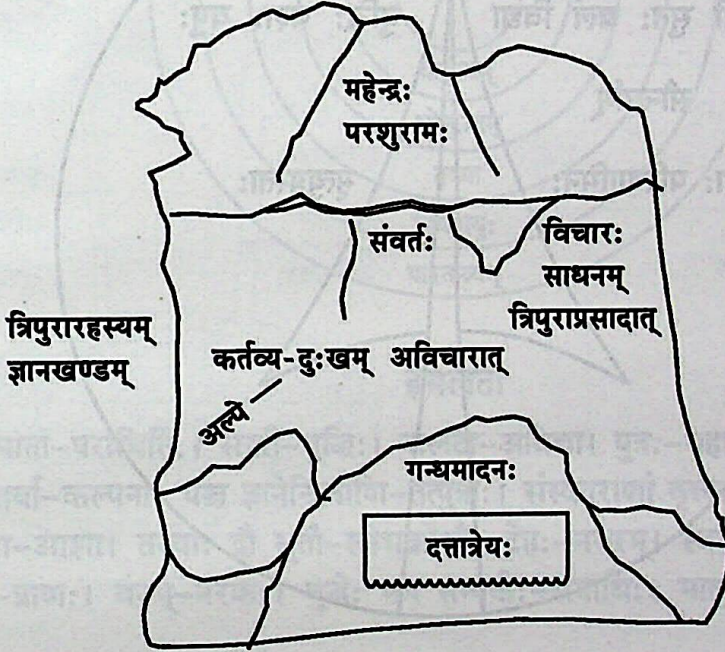 महेन्द्रः
परशुरामः
संवर्तः
विचारः
साधनम्
त्रिपुराप्रसादात्
त्रिपुरारहस्यम्
ज्ञानखण्डम्
कर्तव्य-दुःखम् अविचारात्
अल्पे
गन्धमादनः
दत्तात्रेयः